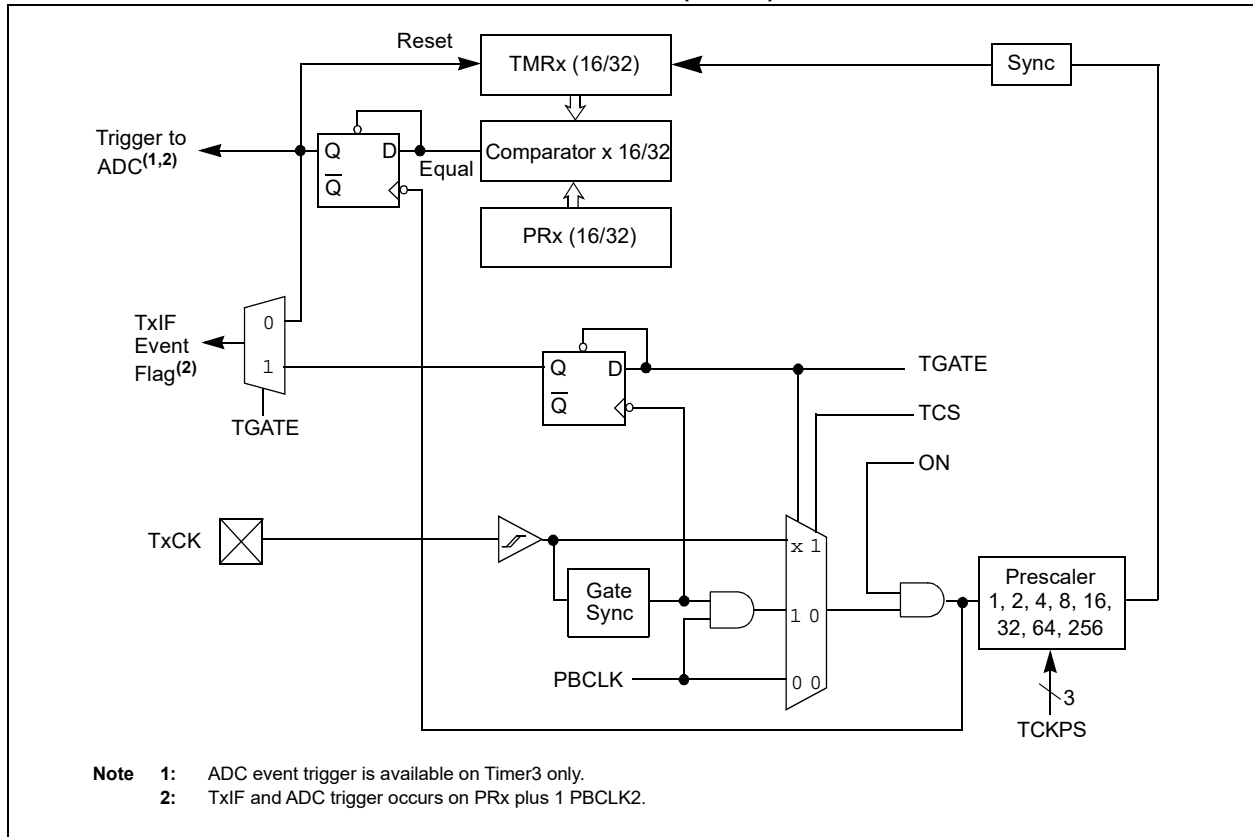 Reset
TMRx (16/32)
Sync
Trigger to
ADC(1,2)
Q
D
Q
Equal
Comparator x 16/32
PRx (16/32)
TxIF
Event
Flag(2)
0
1
TGATE
Q
D
Q
TGATE
TCS
ON
TxCK
x 1
Gate
Sync
1 0
PBCLK
0 0
Prescaler
1, 2, 4, 8, 16,
32, 64, 256
3
TCKPS
Note 1: ADC event trigger is available on Timer3 only.
2: TxIF and ADC trigger occurs on PRx plus 1 PBCLK2.